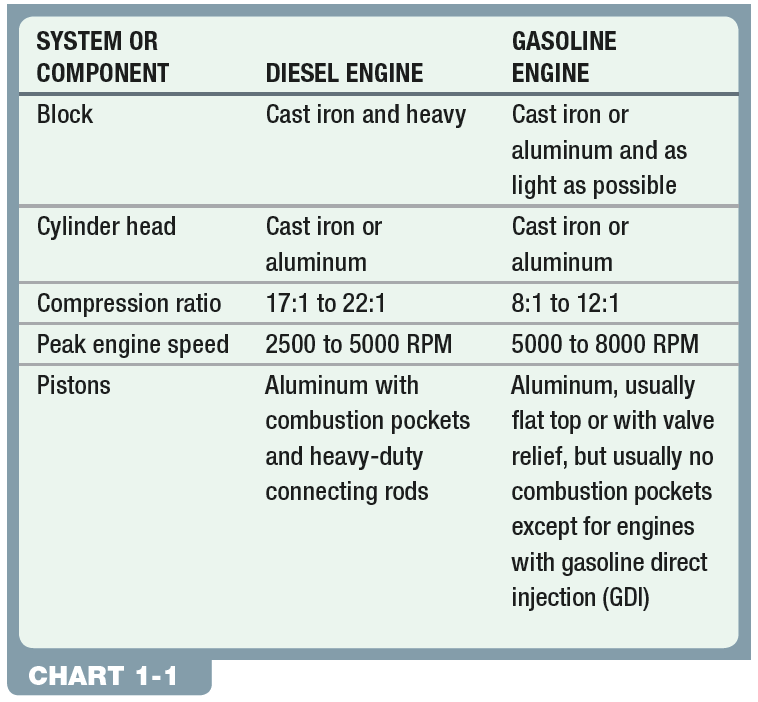 SYSTEM OR COMPONENT DIESEL ENGINE GASOLINE ENGINE
Block Cast iron and heavy Cast iron or aluminum and as light as possible
Cylinder head Cast iron or aluminum Cast iron or aluminum
Compression ratio 17:1 to 22:1 8:1 to 12:1
Peak engine speed 2500 to 5000 RPM 5000 to 8000 RPM
Pistons Aluminum with combustion pockets and heavy-duty connecting rods Aluminum, usually flat top or with valve relief, but usually no combustion pockets except for engines with gasoline direct injection (GDI)
CHART 1-1